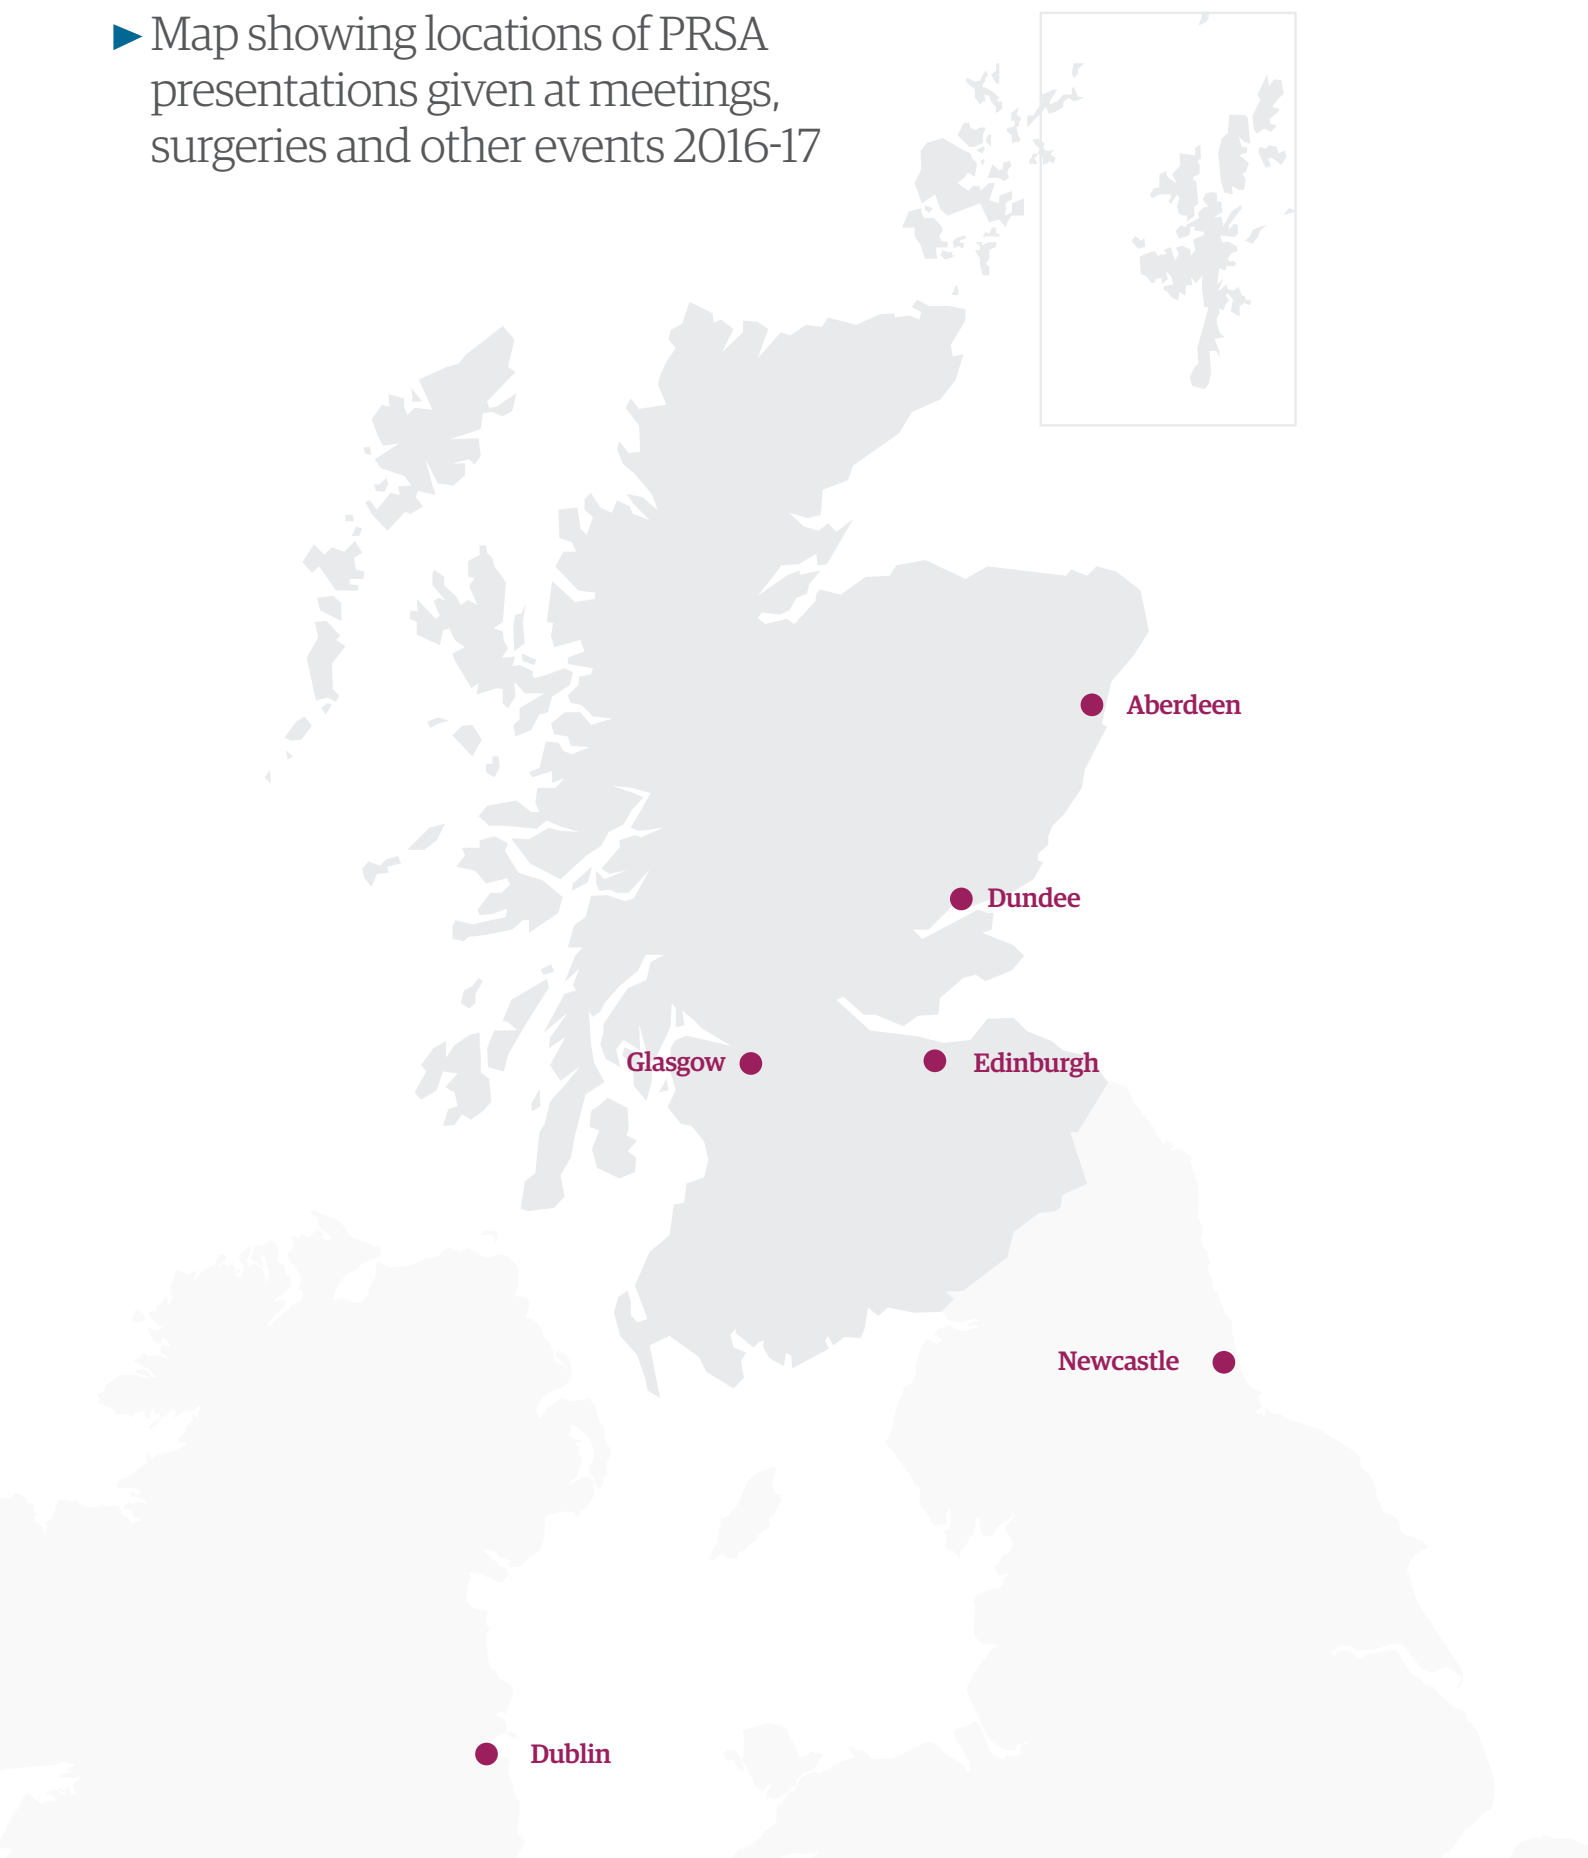 Map showing locations of PRSA
presentations given at meetings,
surgeries and other events 2016-17
Aberdeen
Dundee
Glasgow
Edinburgh
Newcastle
Dublin